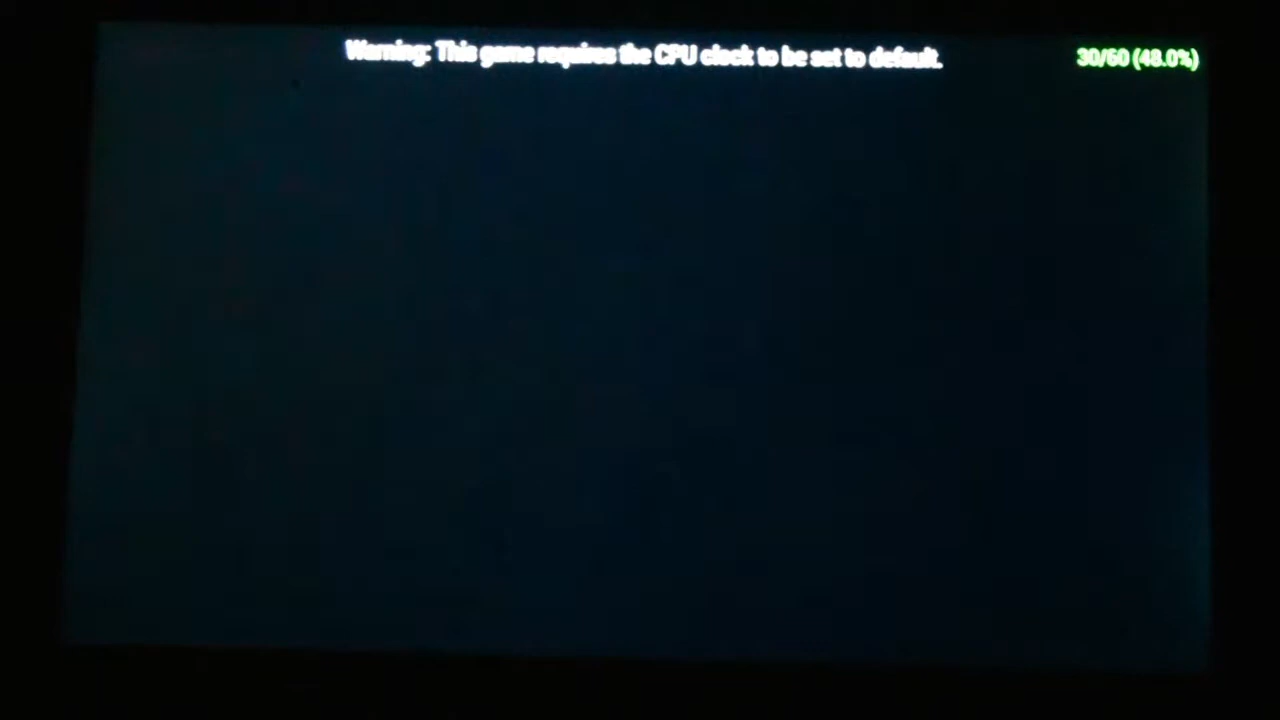 Warning: This game requires the CPU clock to be set to default.
30/60 (48.0%)